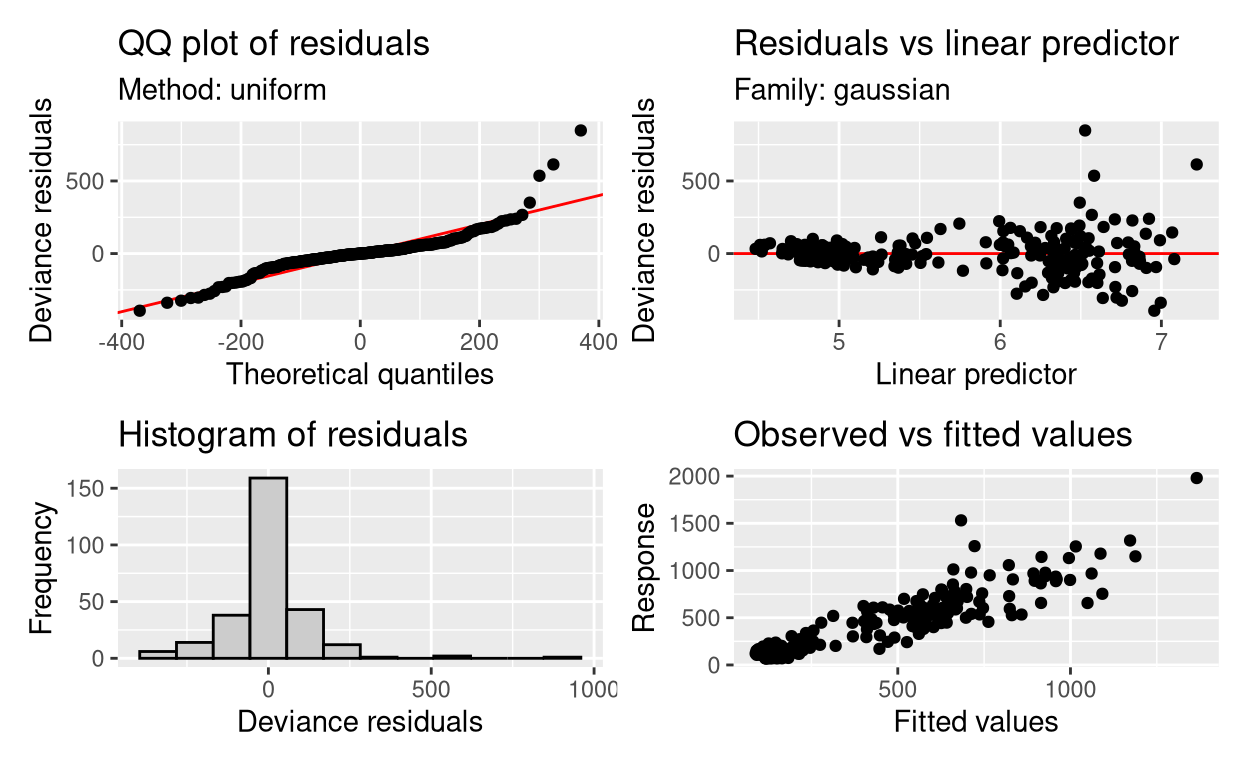 QQ plot of residuals
Method: uniform
Deviance residuals
500
0
-400
-200
0
200
400
Theoretical quantiles
Residuals vs linear predictor
Family: gaussian
Deviance residuals
500
0
5
6
7
Linear predictor
Histogram of residuals
Frequency
150
100
50
0
0
500
1000
Deviance residuals
Observed vs fitted values
Response
2000
1500
1000
500
0
500
1000
Fitted values